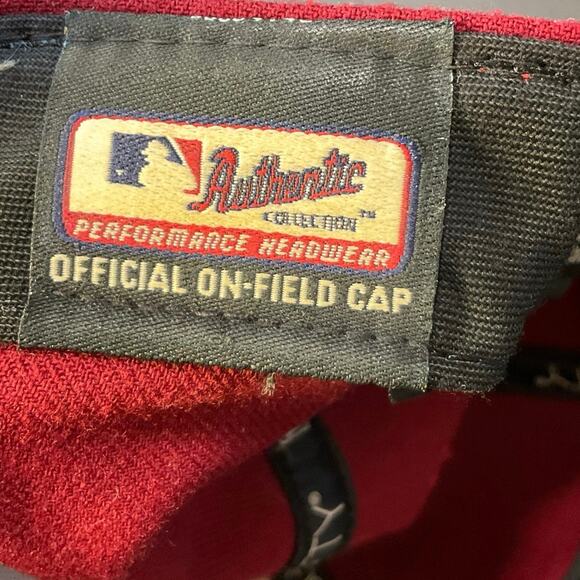 Authentic
COLLECTION™
PERFORMANCE HEADWEAR
OFFICIAL ON-FIELD CAP